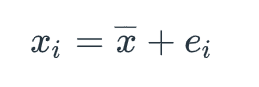 xᵢ = x̅ + eᵢ